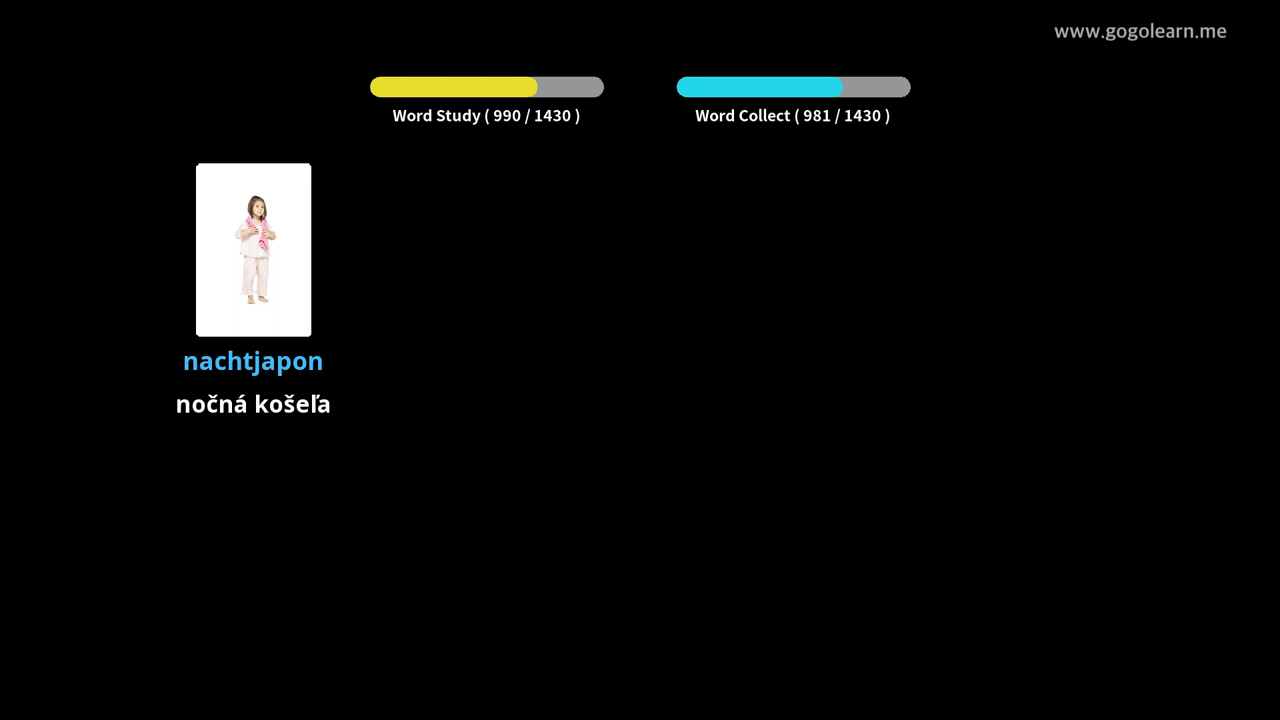 www.gogolearn.me
Word Study ( 990 / 1430 )
Word Collect ( 981 / 1430 )
nachtjapon
nočná košeľa